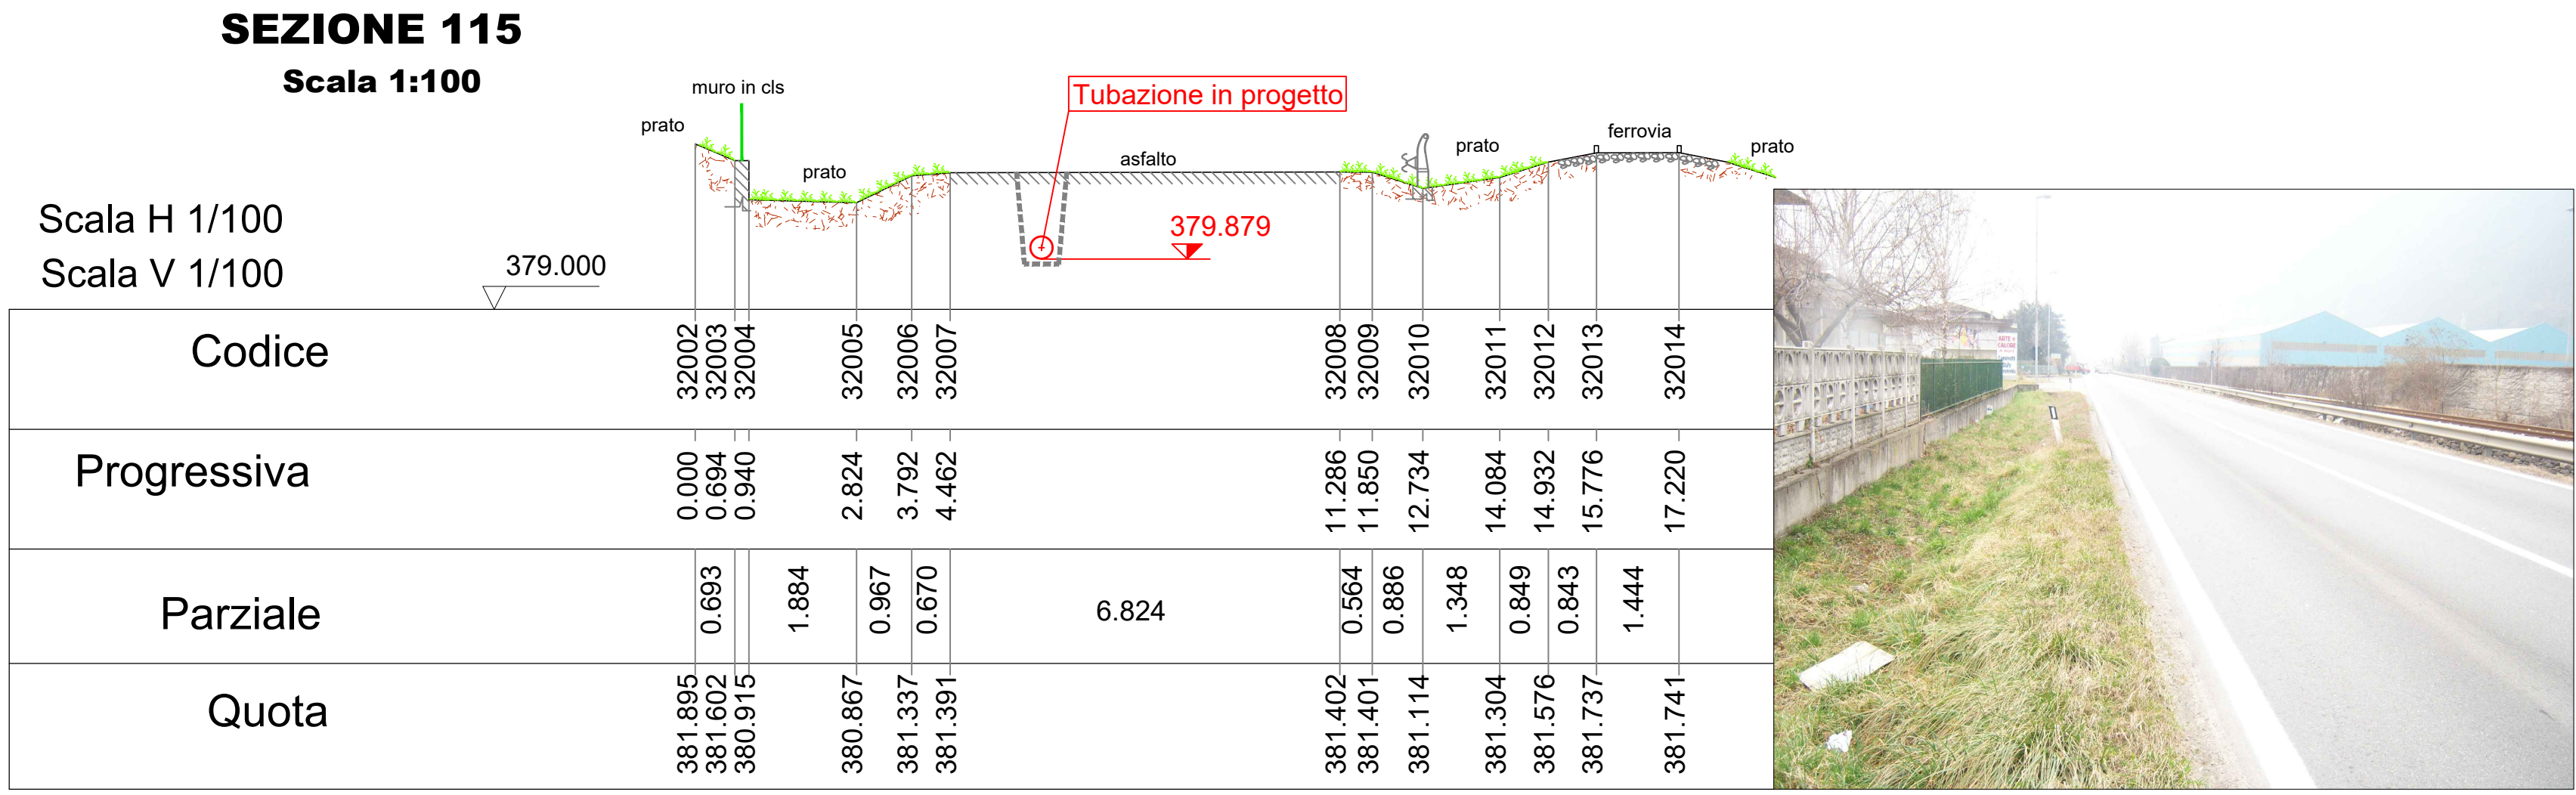 SEZIONE 115
Scala 1:100
muro in cls
Tubazione in progetto
prato
prato
asfalto
prato
ferrovia
prato
Scala H 1/100
Scala V 1/100
379.000
379.879
Codice
32002
32003
32004
32005
32006
32007
32008
32009
32010
32011
32012
32013
32014
Progressiva
0.000
0.694
0.940
2.824
3.792
4.462
11.286
11.850
12.734
14.084
14.932
15.776
17.220
Parziale
0.693
1.884
0.967
0.670
6.824
0.564
0.886
1.348
0.849
0.843
1.444
Quota
381.895
381.602
380.915
380.867
381.337
381.391
381.402
381.401
381.114
381.304
381.576
381.737
381.741
ARTE e
CALORE